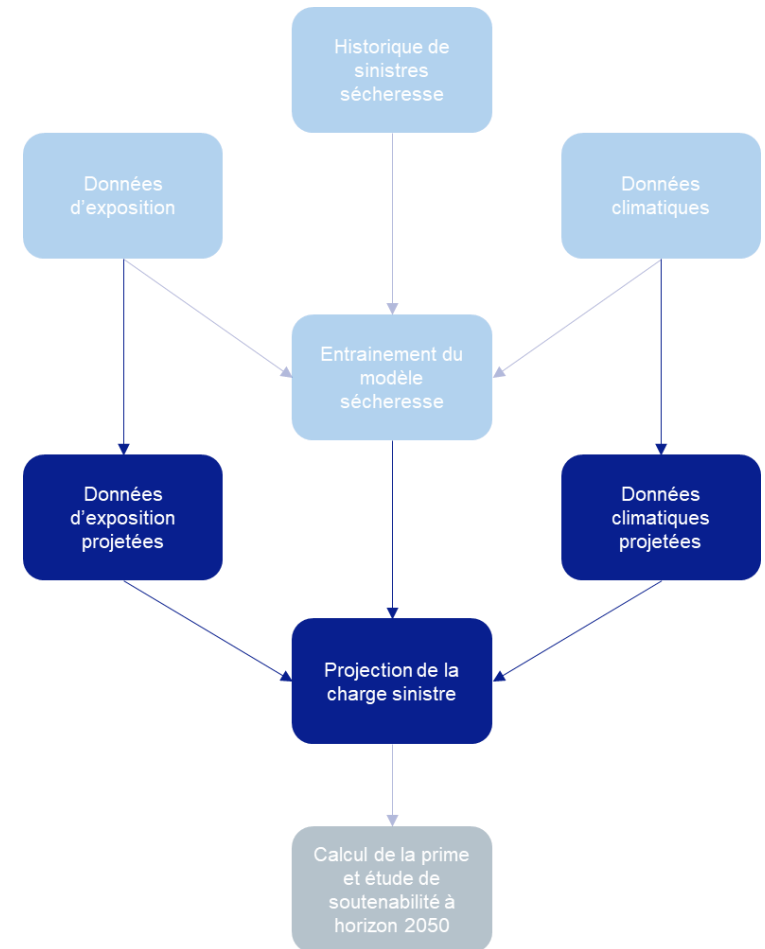 Historique de
sinistres
sécheresse
Données
d’exposition
Données
climatiques
Entrainement du
modèle
sécheresse
Données
d’exposition
projetées
Données
climatiques
projetées
Projection de la
charge sinistre
Calcul de la prime
et étude de
soutenabilité à
horizon 2050